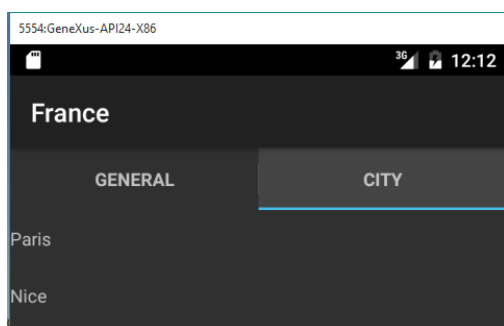 5554:GeneXus-API24-X86
3G 12:12
France
GENERAL CITY
Paris
Nice